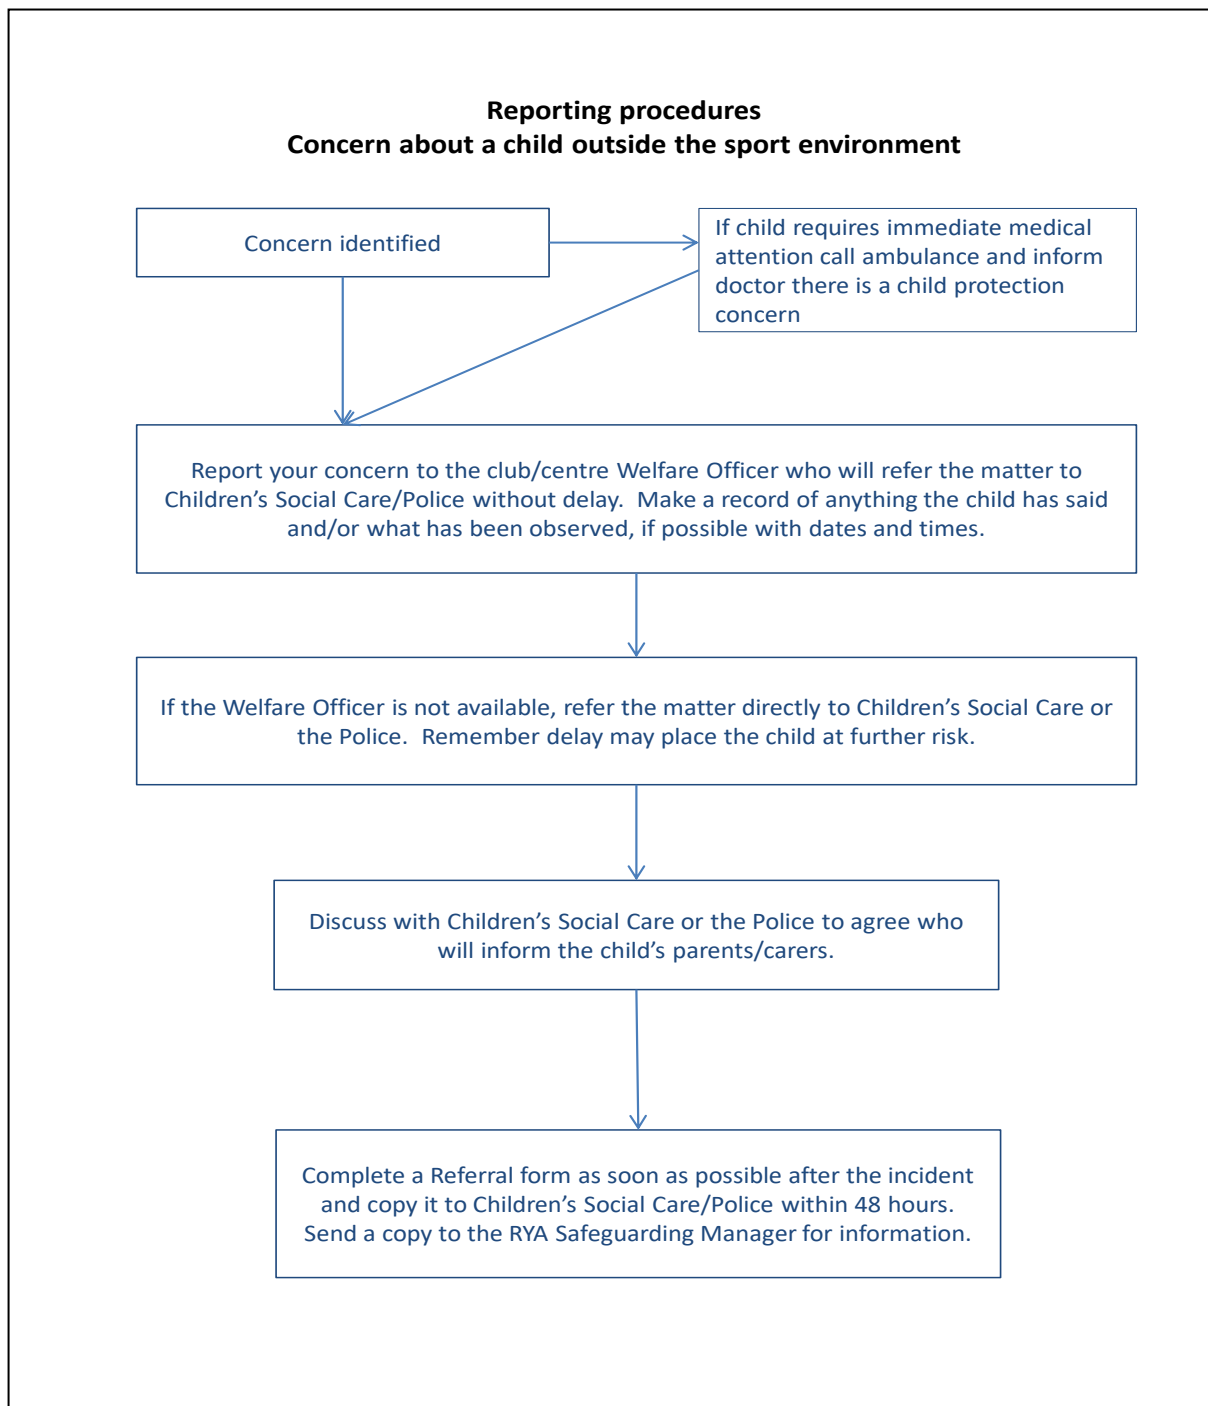 Reporting procedures
Concern about a child outside the sport environment
Concern identified
If child requires immediate medical
attention call ambulance and inform
doctor there is a child protection
concern
Report your concern to the club/centre Welfare Officer who will refer the matter to
Children’s Social Care/Police without delay.  Make a record of anything the child has said
and/or what has been observed, if possible with dates and times.
If the Welfare Officer is not available, refer the matter directly to Children’s Social Care or
the Police.  Remember delay may place the child at further risk.
Discuss with Children’s Social Care or the Police to agree who
will inform the child’s parents/carers.
Complete a Referral form as soon as possible after the incident
and copy it to Children’s Social Care/Police within 48 hours.
Send a copy to the RYA Safeguarding Manager for information.